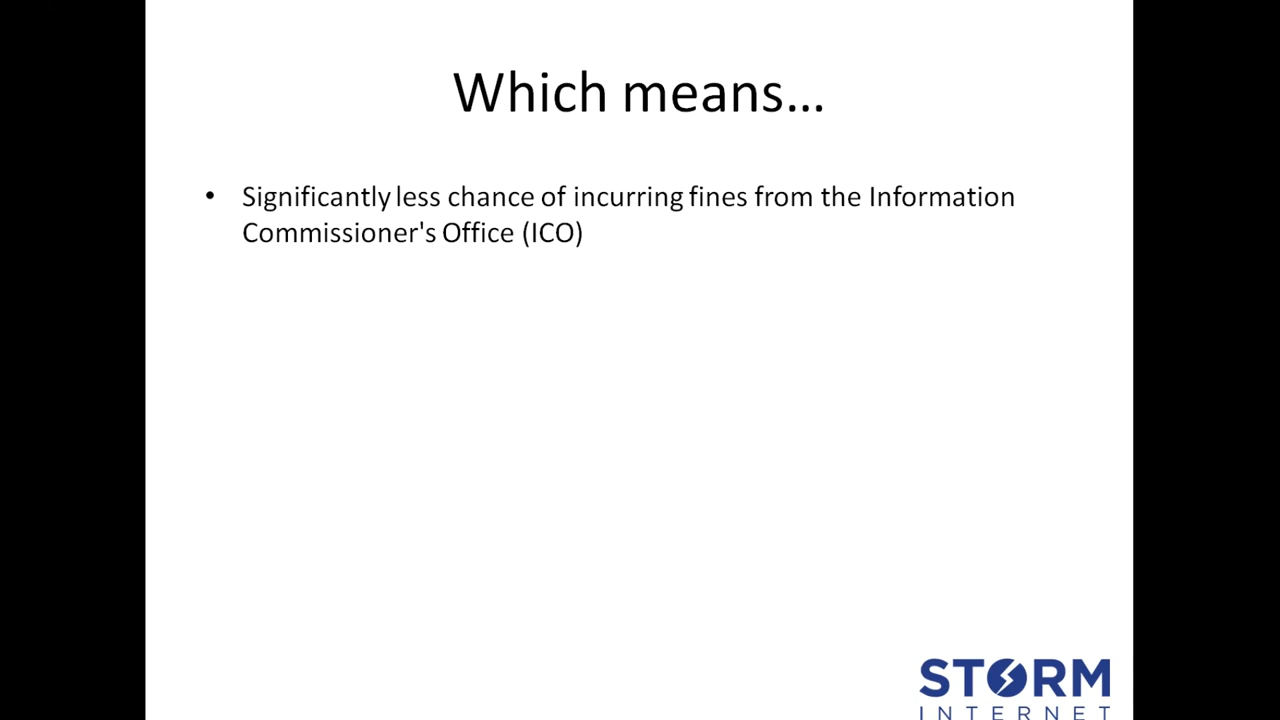 Which means...
• Significantly less chance of incurring fines from the Information
Commissioner's Office (ICO)
STORM
INTERNET